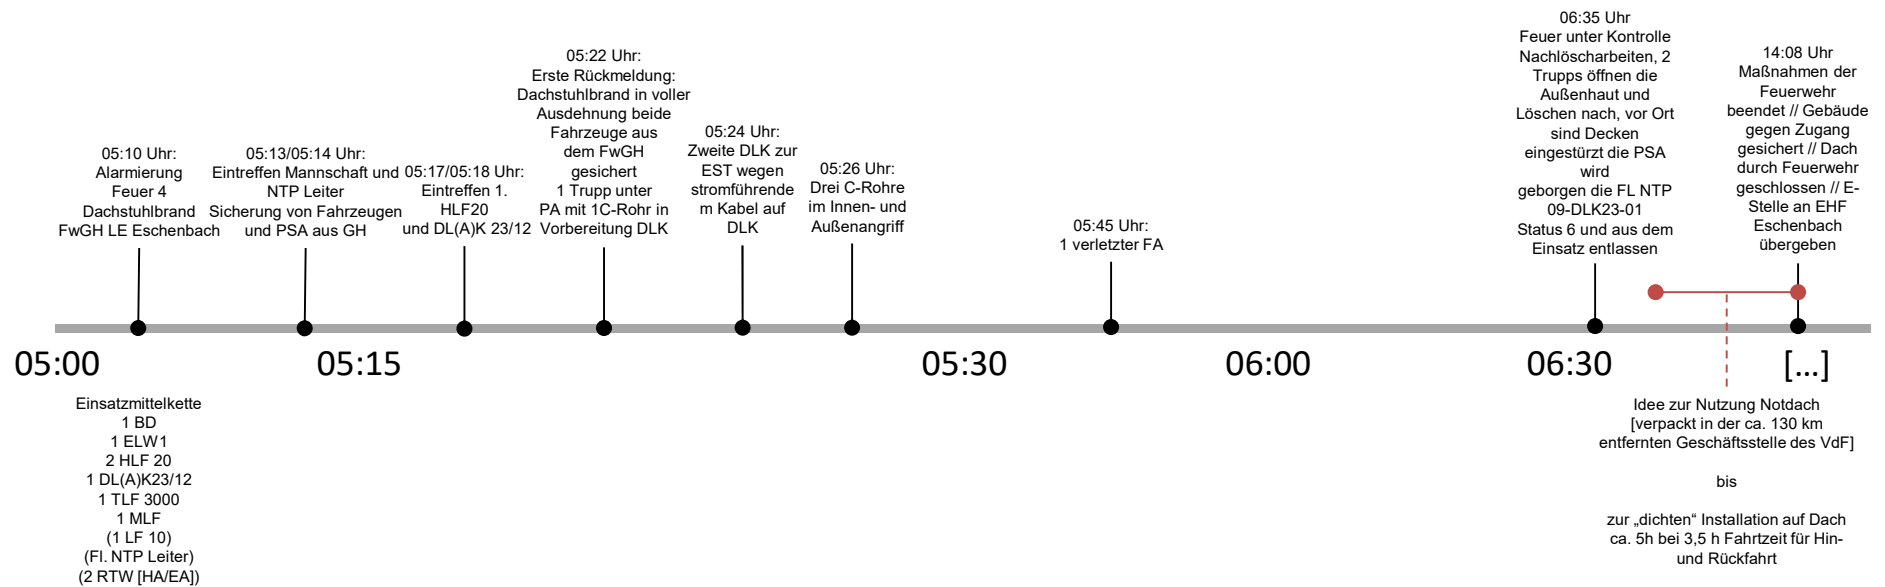 05:10 Uhr:
Alarmierung
Feuer 4
Dachstuhlbrand
FwGH LE Eschenbach
05:13/05:14 Uhr:
Eintreffen Mannschaft und
NTP Leiter
Sicherung von Fahrzeugen
und PSA aus GH
05:17/05:18 Uhr:
Eintreffen 1.
HLF20
und DL(A)K 23/12
05:22 Uhr:
Erste Rückmeldung:
Dachstuhlbrand in voller
Ausdehnung beide
Fahrzeuge aus
dem FwGH
gesichert
1 Trupp unter
PA mit 1C-Rohr in
Vorbereitung DLK
05:24 Uhr:
Zweite DLK zur
EST wegen
stromführende
m Kabel auf
DLK
05:26 Uhr:
Drei C-Rohre
im Innen- und
Außenangriff
05:45 Uhr:
1 verletzter FA
06:35 Uhr
Feuer unter Kontrolle
Nachlöscharbeiten, 2
Trupps öffnen die
Außenhaut und
Löschen nach, vor Ort
sind Decken
eingestürzt die PSA
wird
geborgen die FL NTP
09-DLK23-01
Status 6 und aus dem
Einsatz entlassen
14:08 Uhr
Maßnahmen der
Feuerwehr
beendet // Gebäude
gegen Zugang
gesichert // Dach
durch Feuerwehr
geschlossen // E-
Stelle an EHF
Eschenbach
übergeben
05:00
05:15
05:30
06:00
06:30
[...]
Einsatzmittelkette
1 BD
1 ELW1
2 HLF 20
1 DL(A)K23/12
1 TLF 3000
1 MLF
(1 LF 10)
(Fl. NTP Leiter)
(2 RTW [HA/EA])
Idee zur Nutzung Notdach
[verpackt in der ca. 130 km
entfernten Geschäftsstelle des VdF]
bis
zur „dichten“ Installation auf Dach
ca. 5h bei 3,5 h Fahrtzeit für Hin-
und Rückfahrt